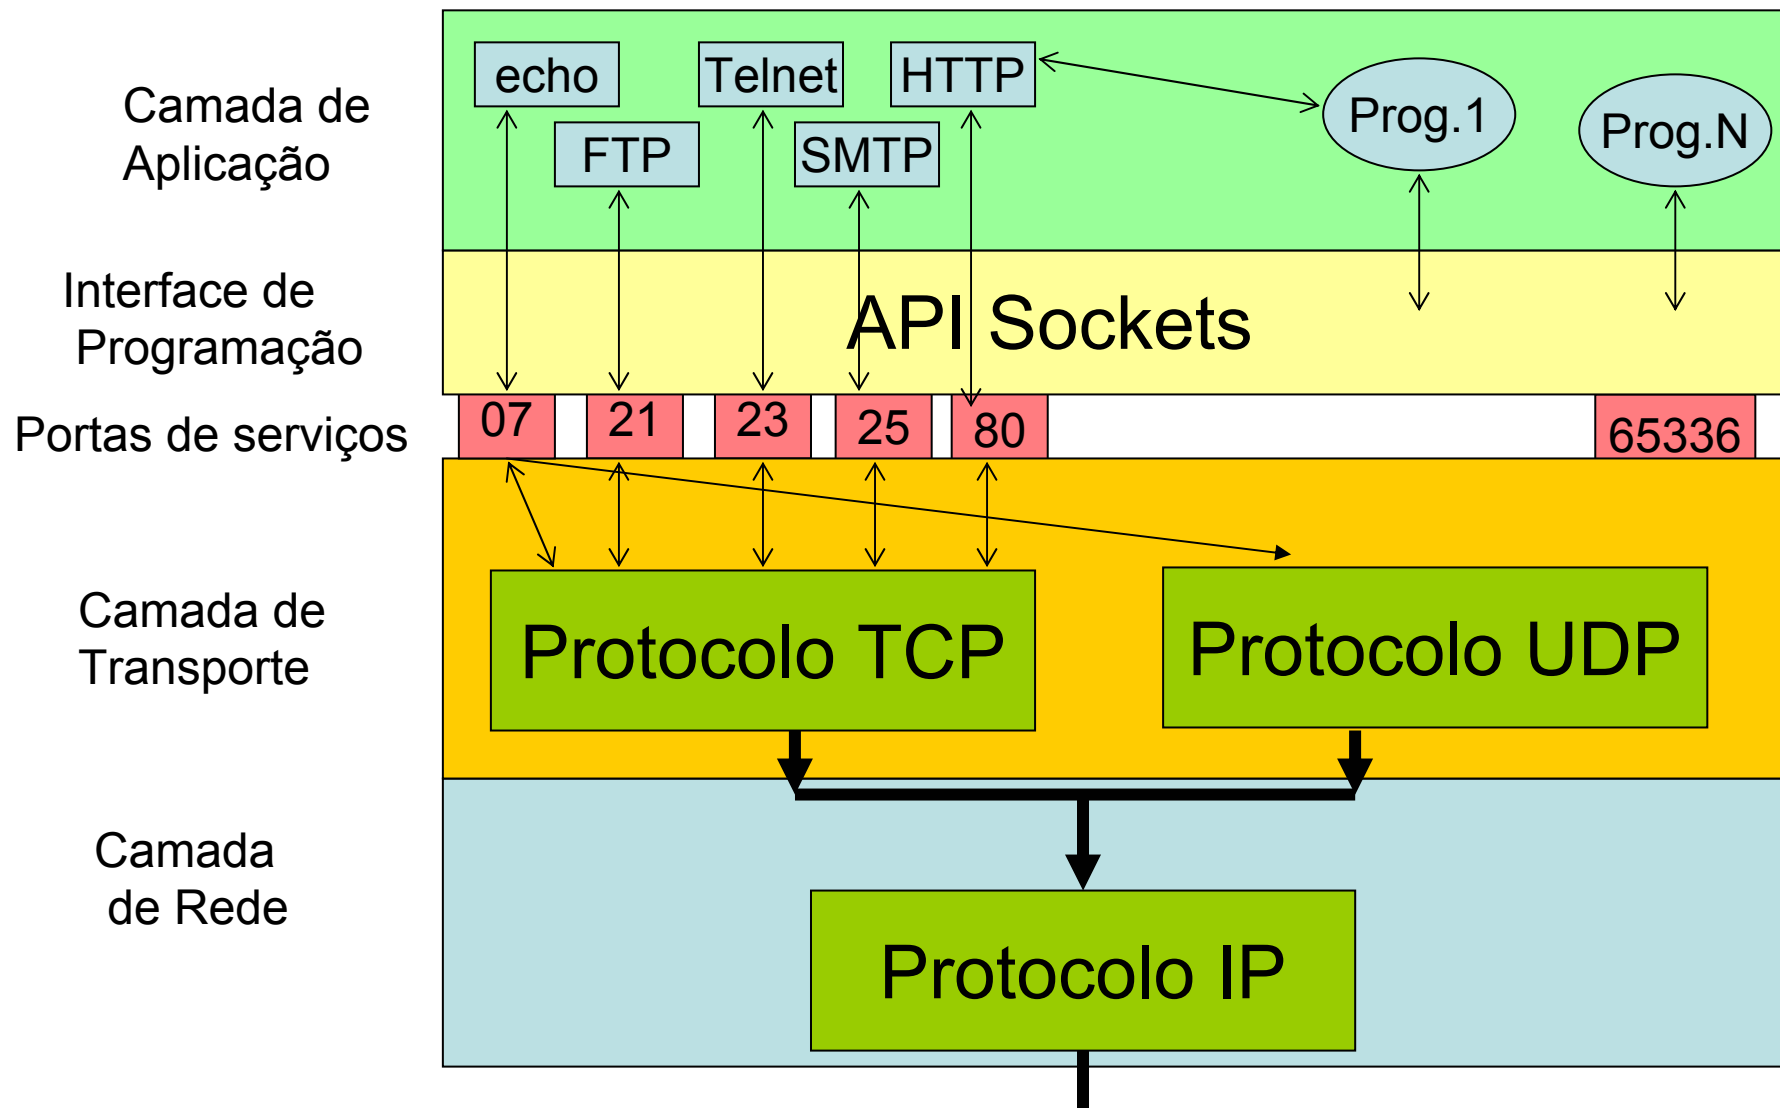 echo
Telnet
HTTP
Camada de
Aplicação
FTP
SMTP
Prog.1
Prog.N
Interface de
Programação
API Sockets
Portas de serviços
07
21
23
25
80
65336
Camada de
Transporte
Protocolo TCP
Protocolo UDP
Camada
de Rede
Protocolo IP